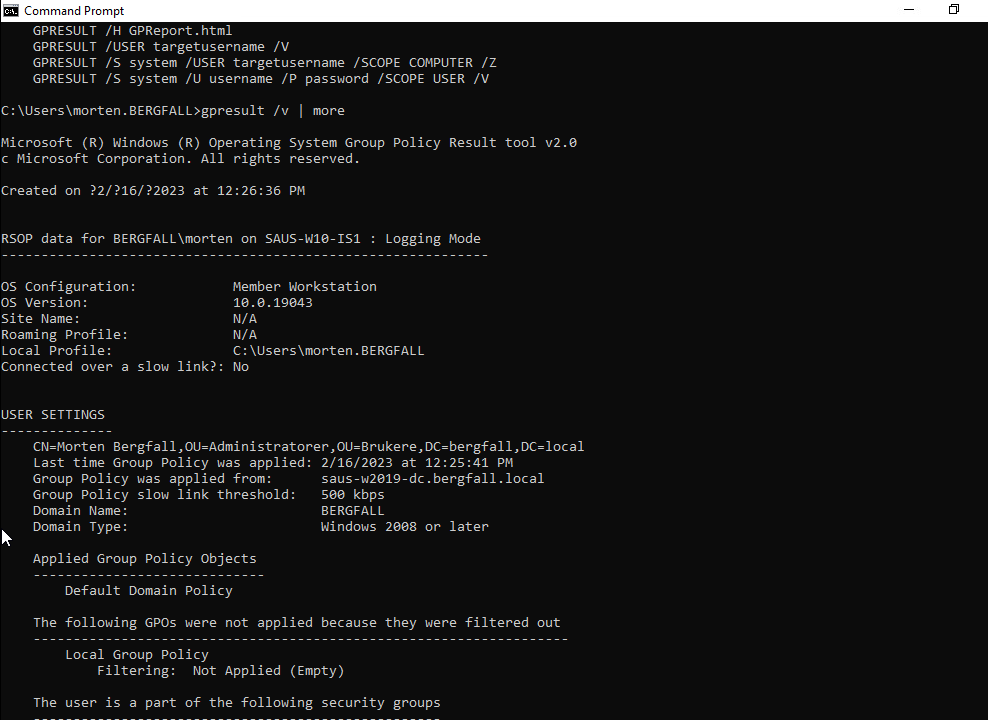 Command Prompt
GPRESULT /H GPReport.html
GPRESULT /USER targetusername /V
GPRESULT /S system /USER targetusername /SCOPE COMPUTER /Z
GPRESULT /S system /U username /P password /SCOPE USER /V
C:\Users\morten.BERGFALL>gpresult /v | more
Microsoft (R) Windows (R) Operating System Group Policy Result tool v2.0
c Microsoft Corporation. All rights reserved.
Created on ?2/?16/?2023 at 12:26:36 PM
RSOP data for BERGFALL\morten on SAUS-W10-IS1 : Logging Mode
-------------------------------------------------------------
OS Configuration:            Member Workstation
OS Version:                  10.0.19043
Site Name:                   N/A
Roaming Profile:             N/A
Local Profile:               C:\Users\morten.BERGFALL
Connected over a slow link?: No
USER SETTINGS
--------------
CN=Morten Bergfall,OU=Administratorer,OU=Brukere,DC=bergfall,DC=local
Last time Group Policy was applied: 2/16/2023 at 12:25:41 PM
Group Policy was applied from:      saus-w2019-dc.bergfall.local
Group Policy slow link threshold:   500 kbps
Domain Name:                        BERGFALL
Domain Type:                        Windows 2008 or later
Applied Group Policy Objects
-----------------------------
Default Domain Policy
The following GPOs were not applied because they were filtered out
-------------------------------------------------------------------
Local Group Policy
Filtering:  Not Applied (Empty)
The user is a part of the following security groups
---------------------------------------------------